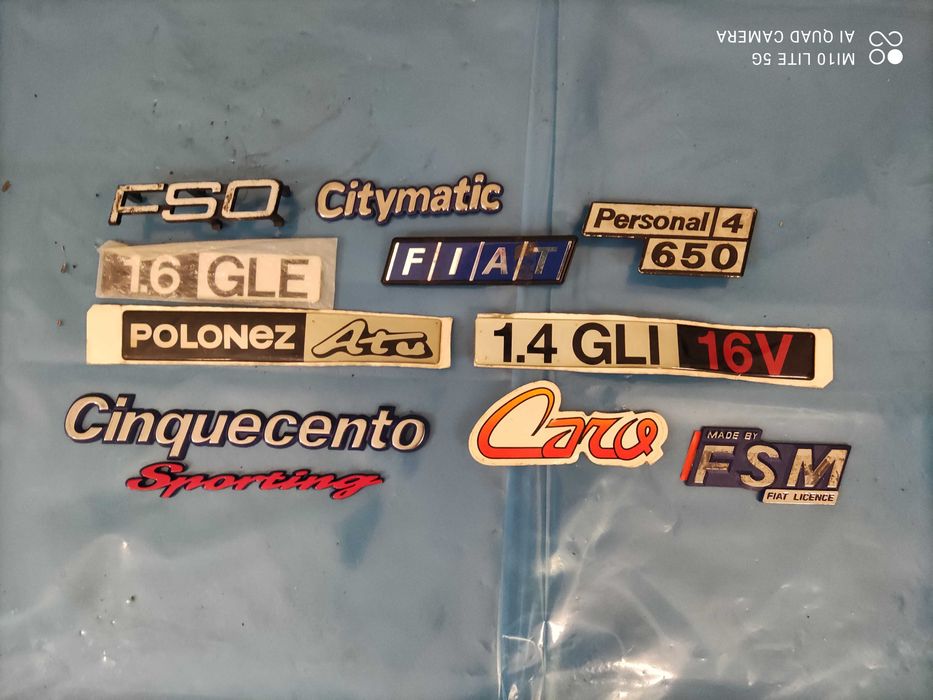 MI10 LITE 5G
AI QUAD CAMERA
FSO
Citymatic
Personal 4
650
1.6 GLE
FIAT
POLONEZ Atu
1.4 GLI 16V
Cinquecento
Sporting
Caro
MADE BY
FSM
FIAT LICENCE